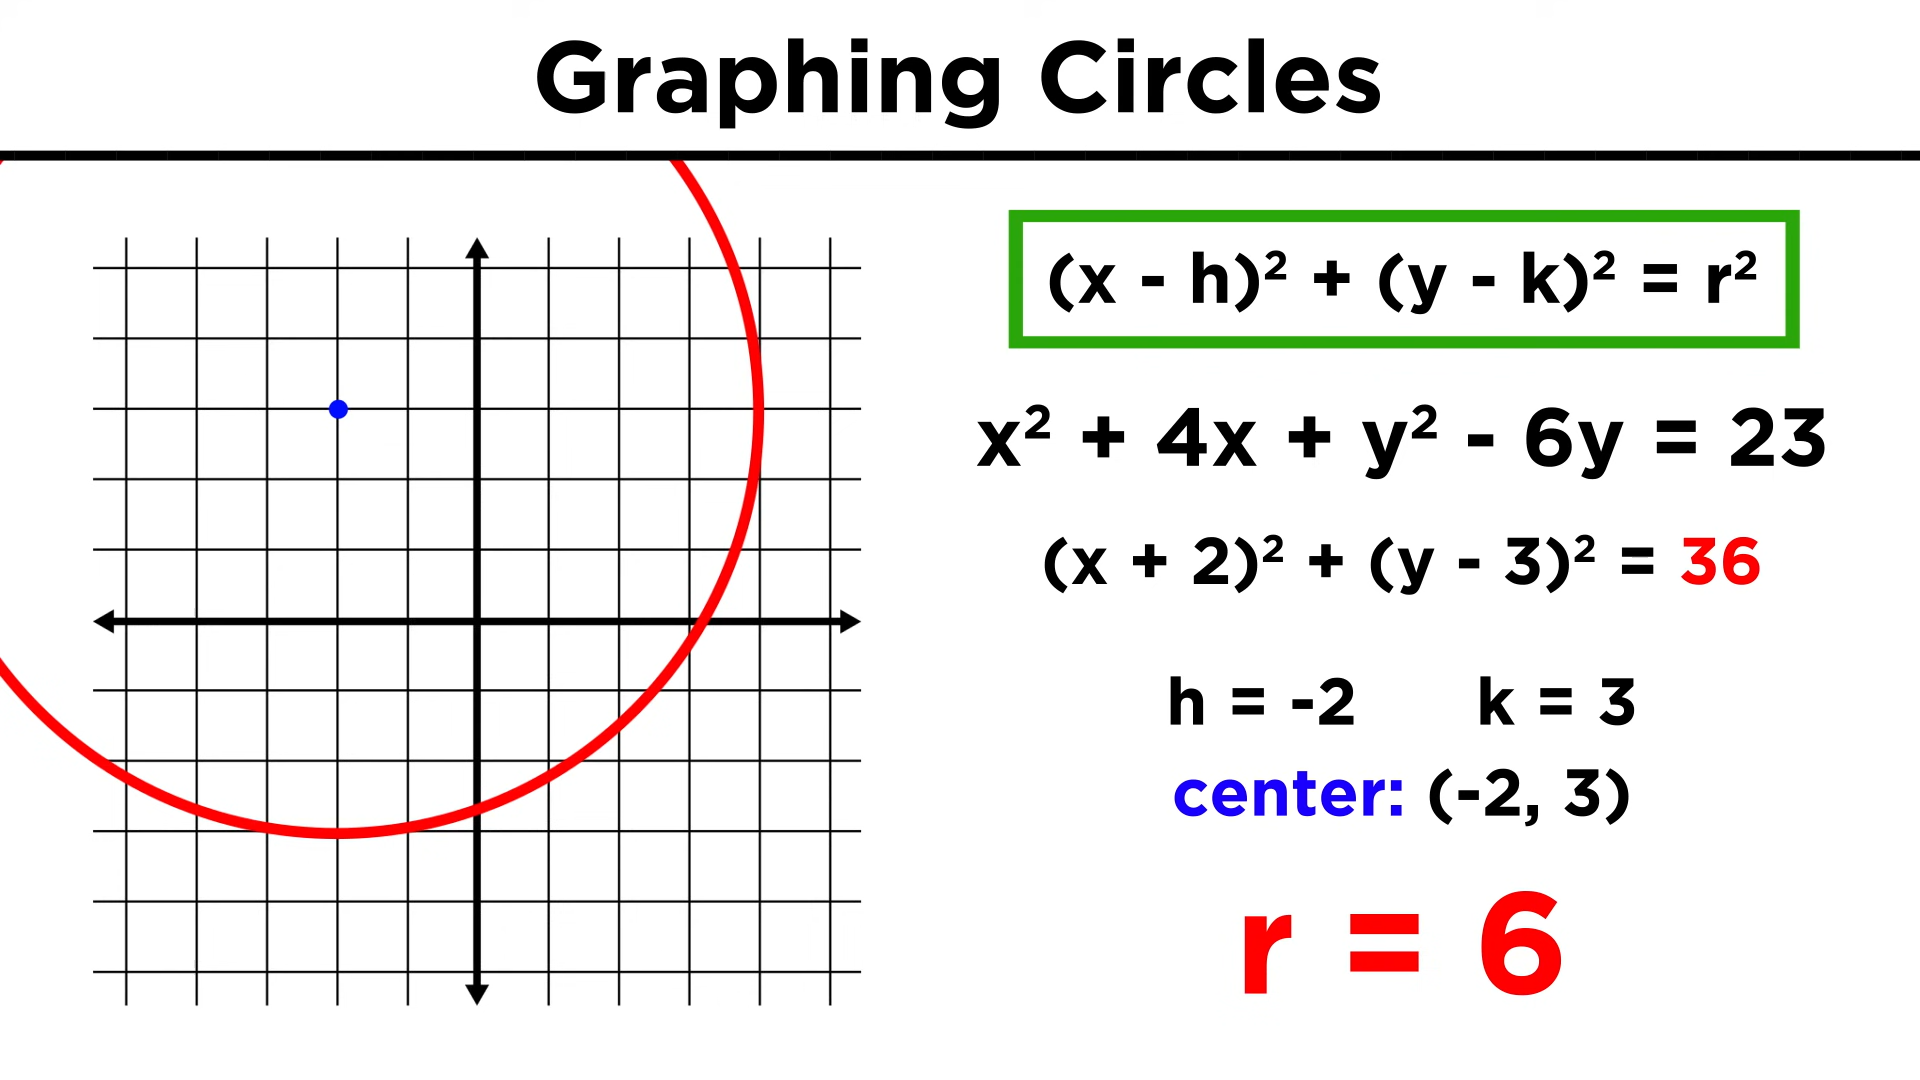 Graphing Circles
(x - h)² + (y - k)² = r²
x² + 4x + y² - 6y = 23
(x + 2)² + (y - 3)² = 36
h = -2 k = 3
center: (-2, 3)
r = 6